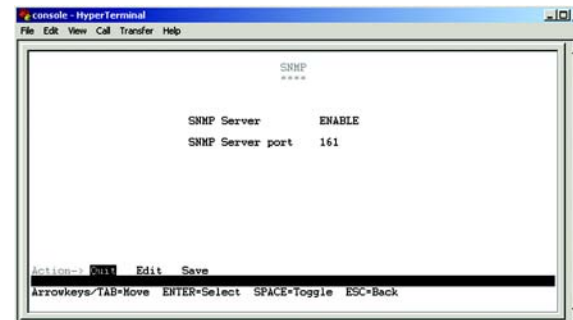 console - HyperTerminal
File Edit View Call Transfer Help
SNMP
****
SNMP Server ENABLE
SNMP Server port 161
Action-> Quit Edit Save
Arrowkeys/TAB=Move ENTER=Select SPACE=Toggle ESC=Back